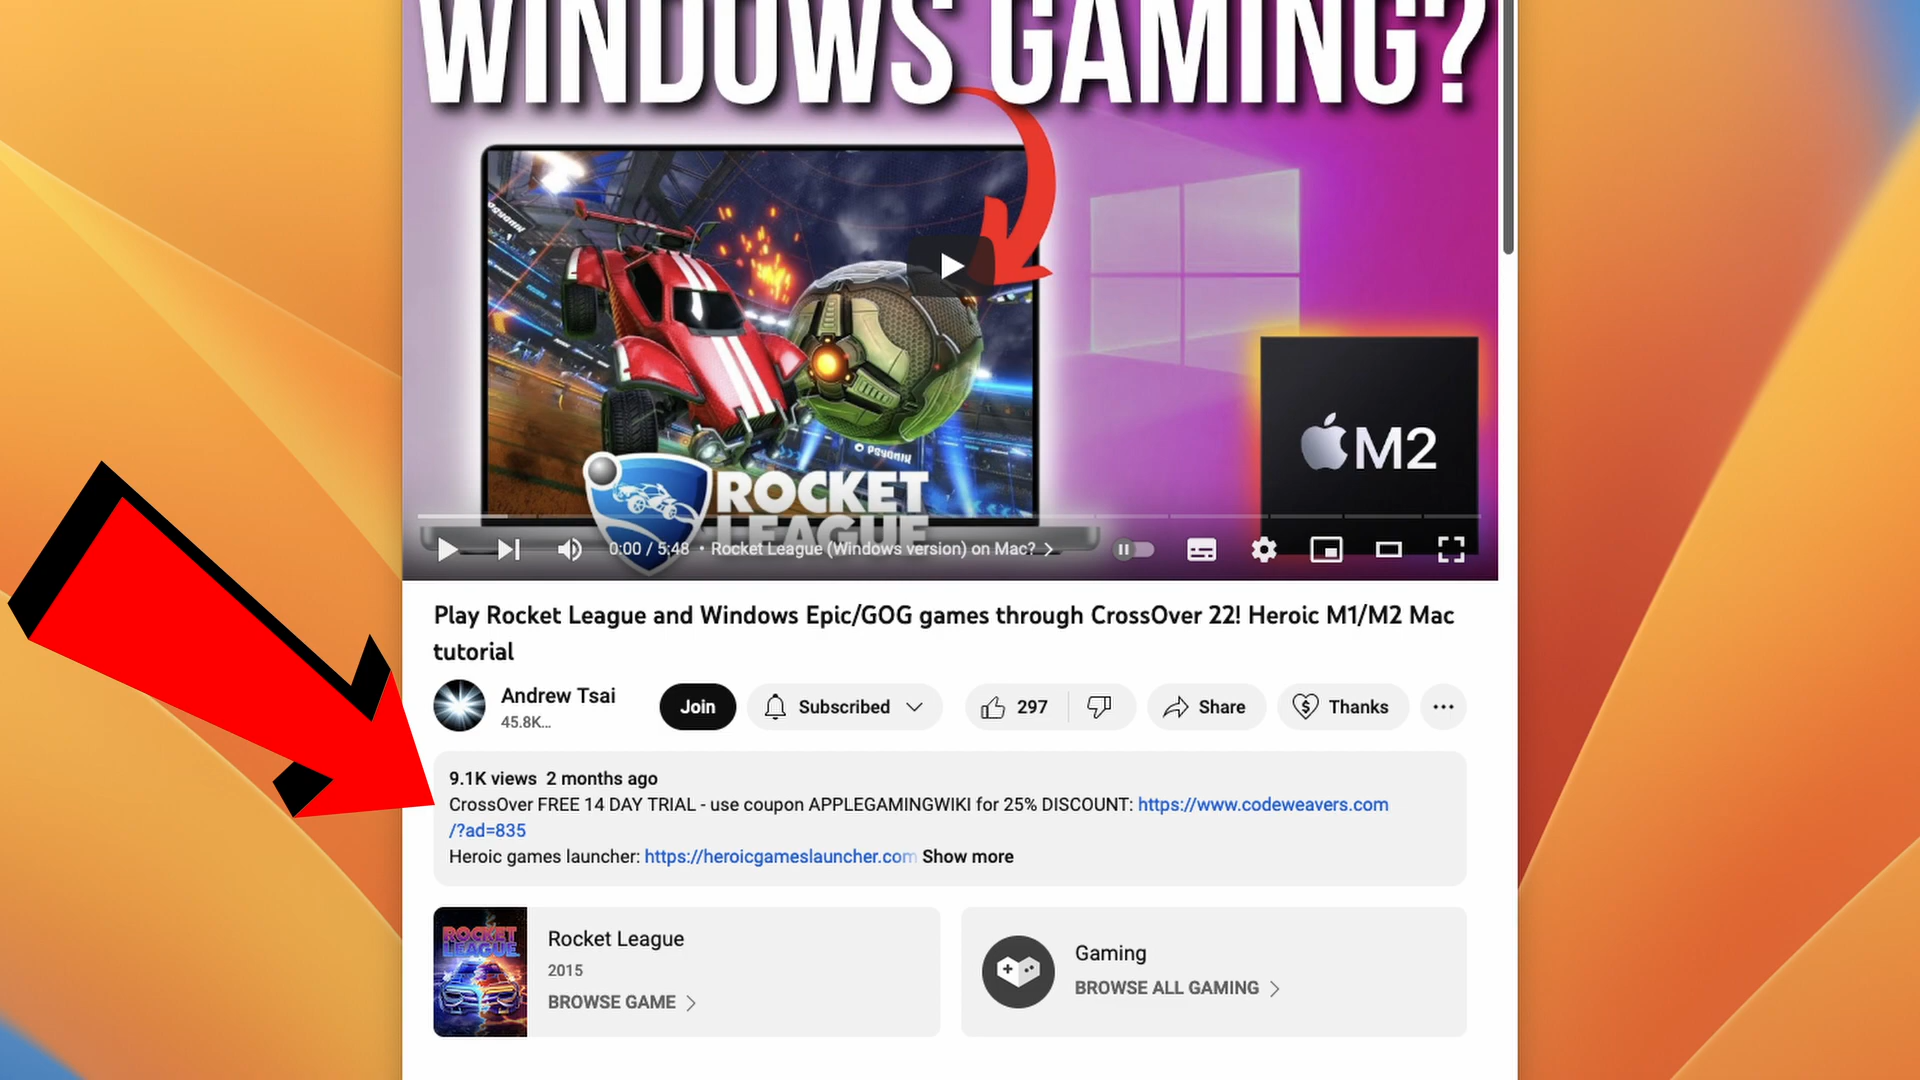 WINDOWS GAMING?
PSYONIX
M2
ROCKET
LEAGUE
0:00 / 5:48 • Rocket League (Windows version) on Mac?
Play Rocket League and Windows Epic/GOG games through CrossOver 22! Heroic M1/M2 Mac
tutorial
Andrew Tsai
45.8K...
Join
Subscribed
297
Share
Thanks
9.1K views 2 months ago
CrossOver FREE 14 DAY TRIAL - use coupon APPLEGAMINGWIKI for 25% DISCOUNT: https://www.codeweavers.com
/?ad=835
Heroic games launcher: https://heroicgameslauncher.com Show more
ROCKET
LEAGUE
Rocket League
2015
BROWSE GAME
Gaming
BROWSE ALL GAMING